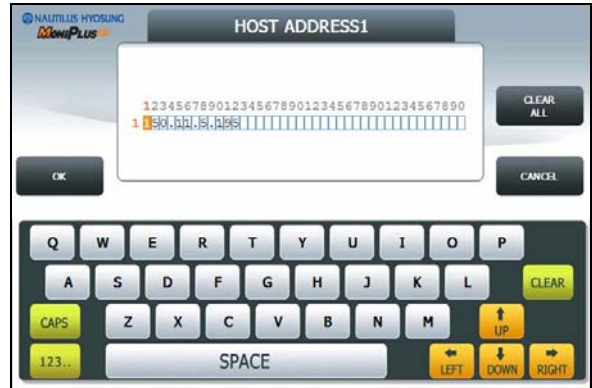 NAUTILUS HYOSUNG
MoniPlus
HOST ADDRESS1
1234567890123456789012345678901234567890
1 150.11.5.195
CLEAR ALL
OK
CANCEL
Q W E R T Y U I O P
A S D F G H J K L CLEAR
CAPS Z X C V B N M UP
123.. SPACE LEFT DOWN RIGHT